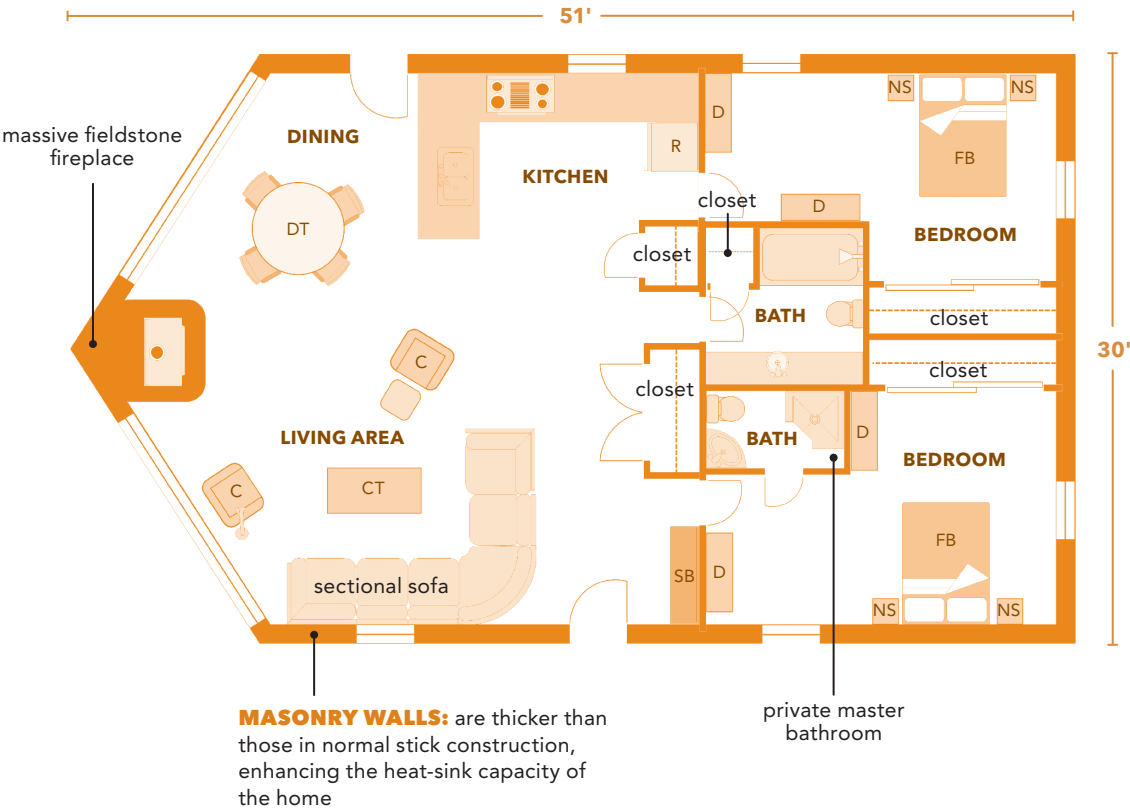 51'
massive fieldstone
fireplace
DINING
DT
KITCHEN
R
D
closet
D
NS
NS
FB
BEDROOM
closet
BATH
closet
30'
closet
C
closet
LIVING AREA
BATH
D
BEDROOM
C
CT
FB
SB
D
sectional sofa
NS
NS
MASONRY WALLS: are thicker than
those in normal stick construction,
enhancing the heat-sink capacity of
the home
private master
bathroom